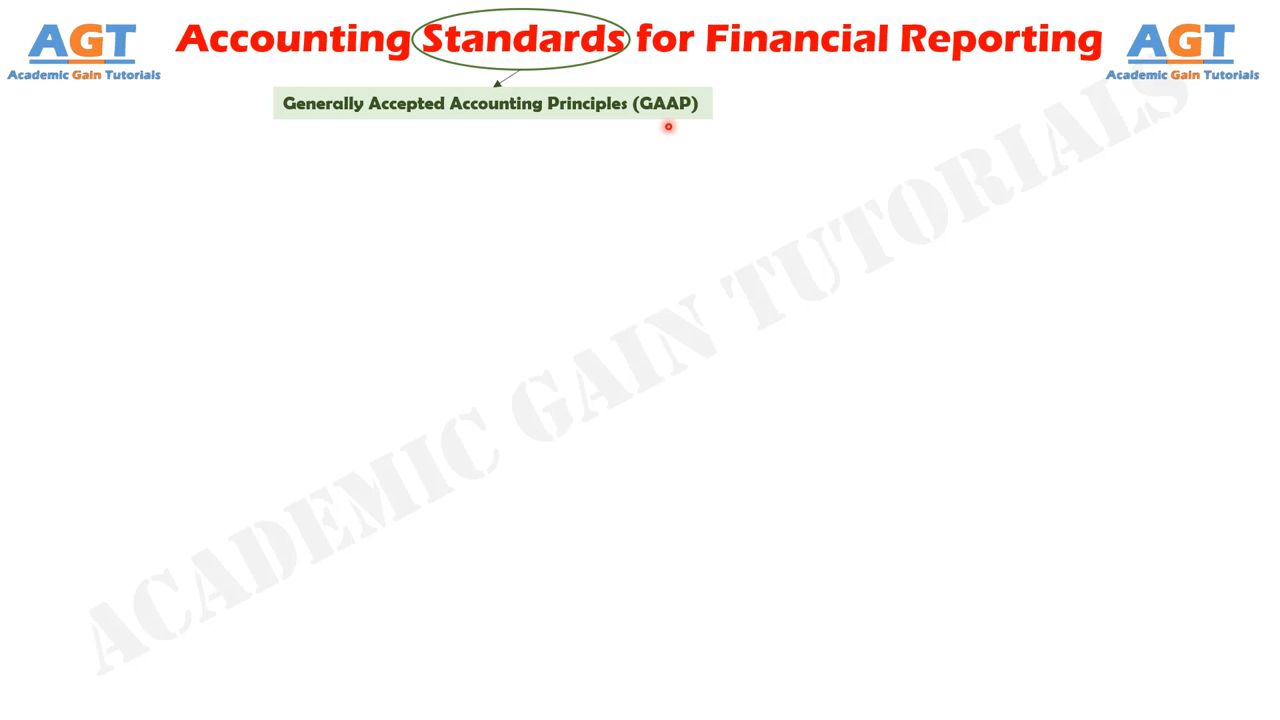 AGT
Academic Gain Tutorials
Accounting Standards for Financial Reporting
AGT
Academic Gain Tutorials
Generally Accepted Accounting Principles (GAAP)
ACADEMIC GAIN TUTORIALS